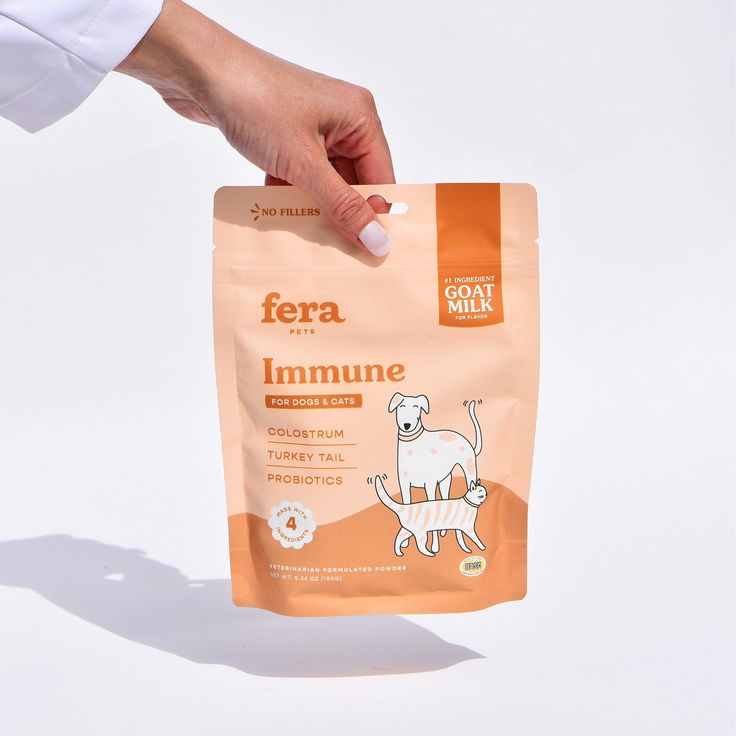 NO FILLERS
#1 INGREDIENT
GOAT
MILK
FOR FLAVOR
fera
PETS
Immune
FOR DOGS & CATS
COLOSTRUM
TURKEY TAIL
PROBIOTICS
MADE WITH
4
INGREDIENTS
VETERINARIAN FORMULATED POWDER
NET WT. 6.34 OZ (180G)